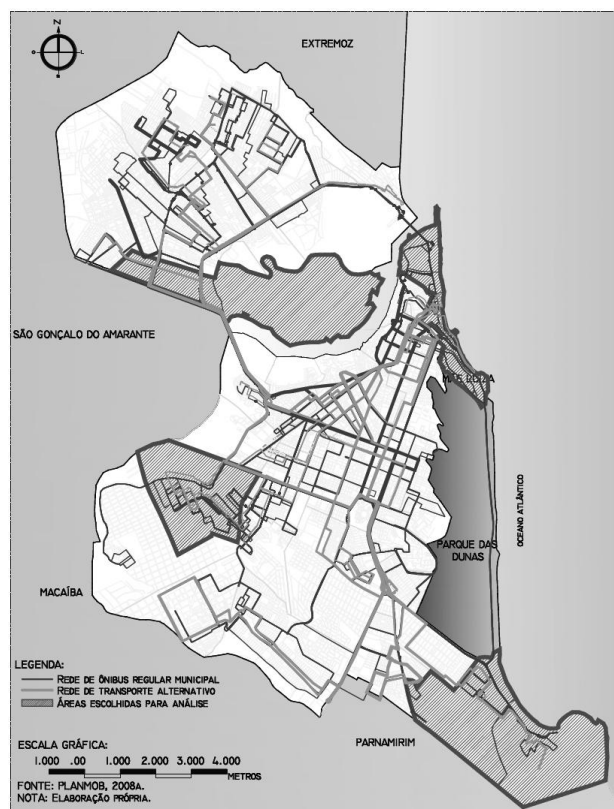 N
O
L
S
EXTREMOZ
SÃO GONÇALO DO AMARANTE
OCEANO ATLÂNTICO
PARQUE DAS
DUNAS
MACAÍBA
LEGENDA:
REDE DE ÔNIBUS REGULAR MUNICIPAL
REDE DE TRANSPORTE ALTERNATIVO
ÁREAS ESCOLHIDAS PARA ANÁLISE
PARNAMIRIM
ESCALA GRÁFICA:
1.000 .00 1.000 2.000 3.000 4.000
METROS
FONTE: PLANMOB, 2008A.
NOTA: ELABORAÇÃO PRÓPRIA.